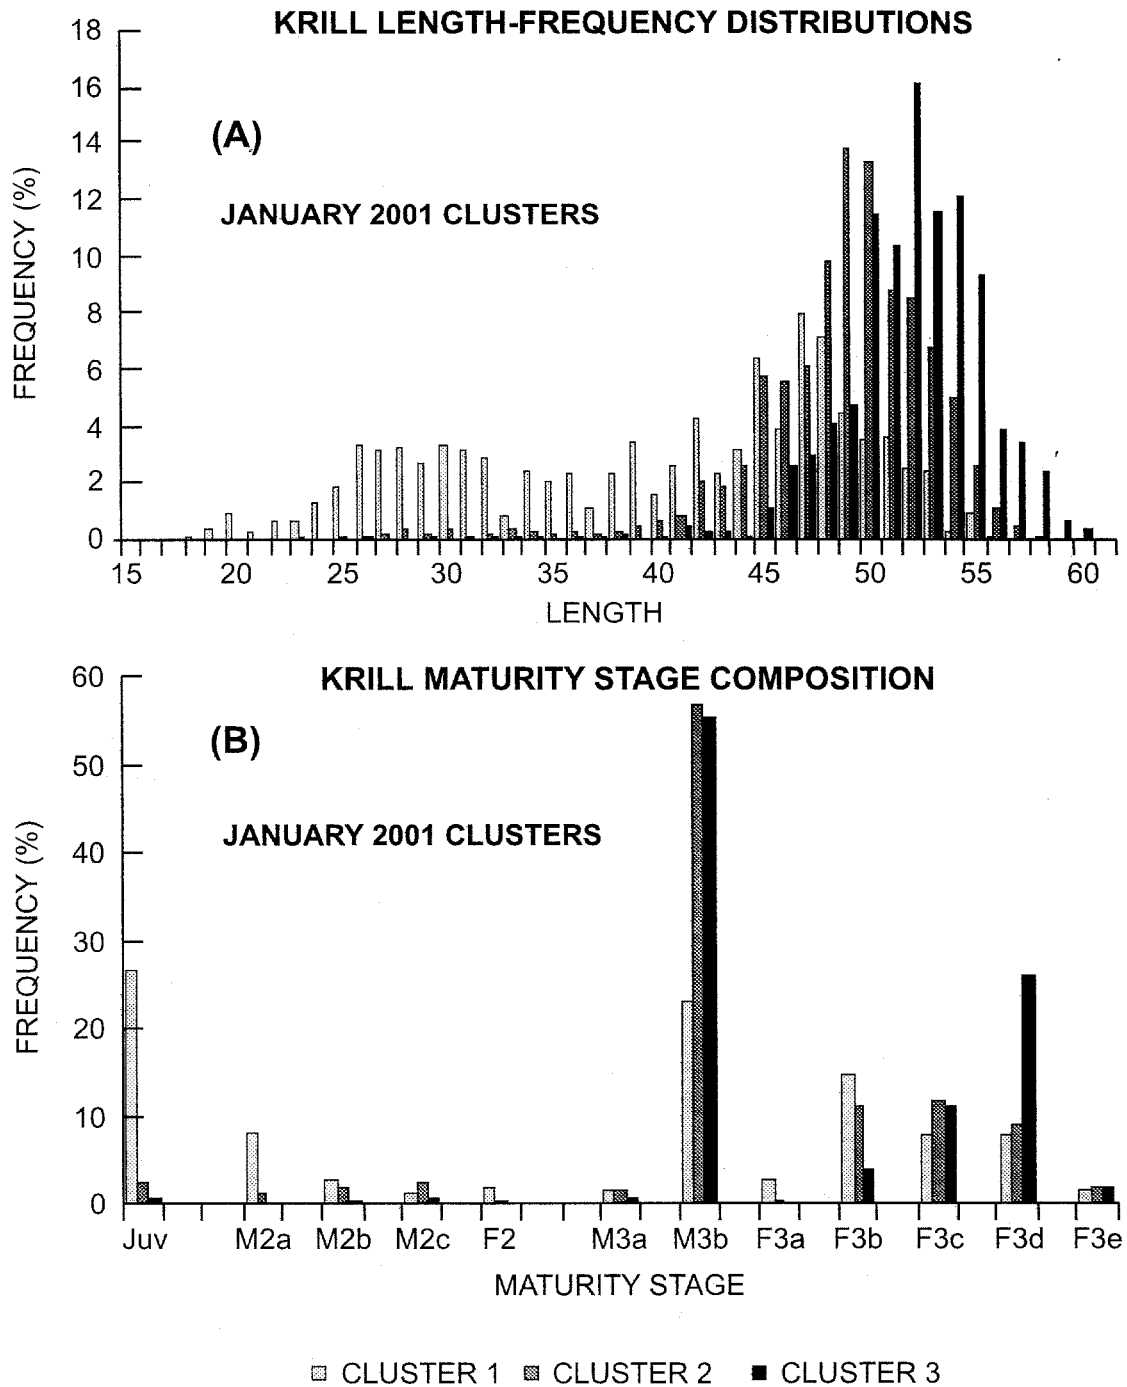 KRILL LENGTH-FREQUENCY DISTRIBUTIONS
18
16
14
12
10
8
6
4
2
0
FREQUENCY (%)
(A)
JANUARY 2001 CLUSTERS
15 20 25 30 35 40 45 50 55 60
LENGTH
KRILL MATURITY STAGE COMPOSITION
60
50
40
30
20
10
0
FREQUENCY (%)
(B)
JANUARY 2001 CLUSTERS
Juv M2a M2b M2c F2 M3a M3b F3a F3b F3c F3d F3e
MATURITY STAGE
CLUSTER 1 CLUSTER 2 CLUSTER 3